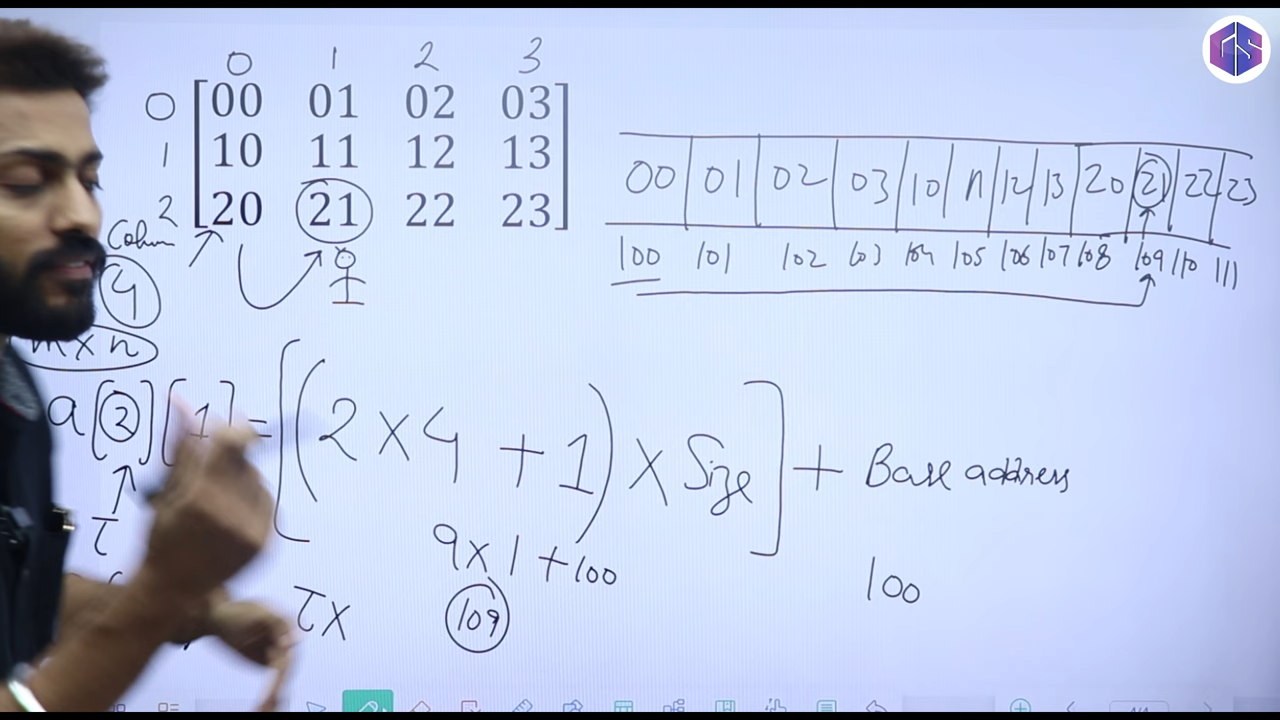 0 1 2 3
0 00 01 02 03
1 10 11 12 13
2 20 21 22 23
00 01 02 03 10 11 12 13 20 21 22 23
100 101 102 103 104 105 106 107 108 109 110 111
Column
4
m x n
a[2][1] = [(2 x 4 + 1) x Size] + Base address
i
9 x 1 + 100
100
i x
109